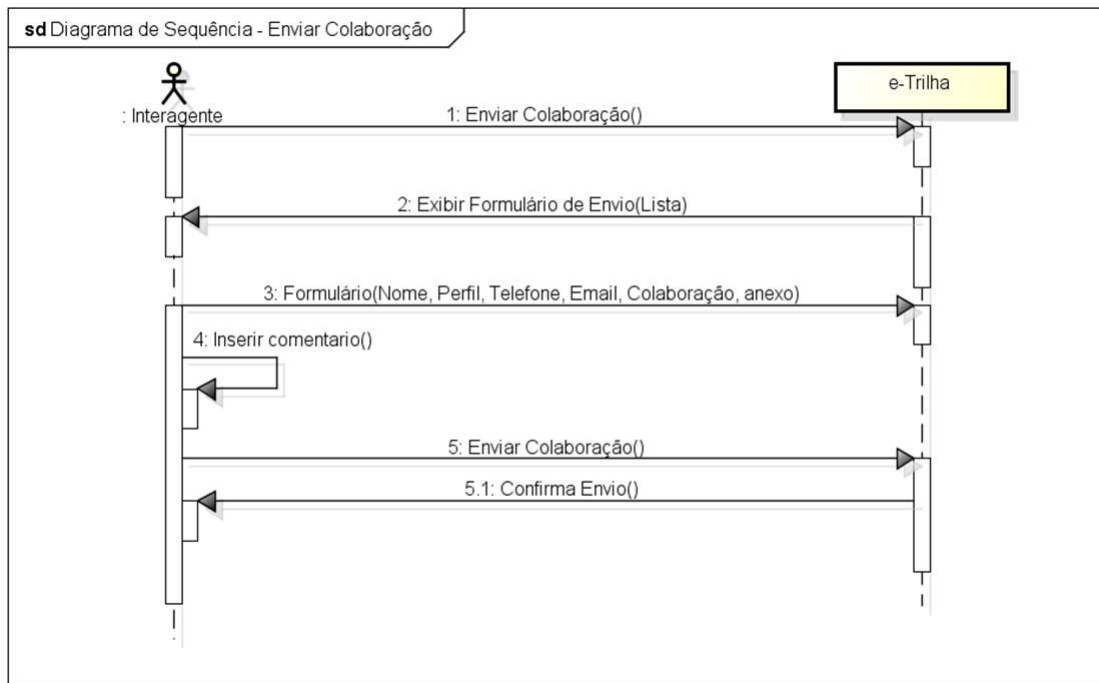 sd Diagrama de Sequência - Enviar Colaboração
e-Trilha
: Interagente
1: Enviar Colaboração()
2: Exibir Formulário de Envio(Lista)
3: Formulário(Nome, Perfil, Telefone, Email, Colaboração, anexo)
4: Inserir comentario()
5: Enviar Colaboração()
5.1: Confirma Envio()